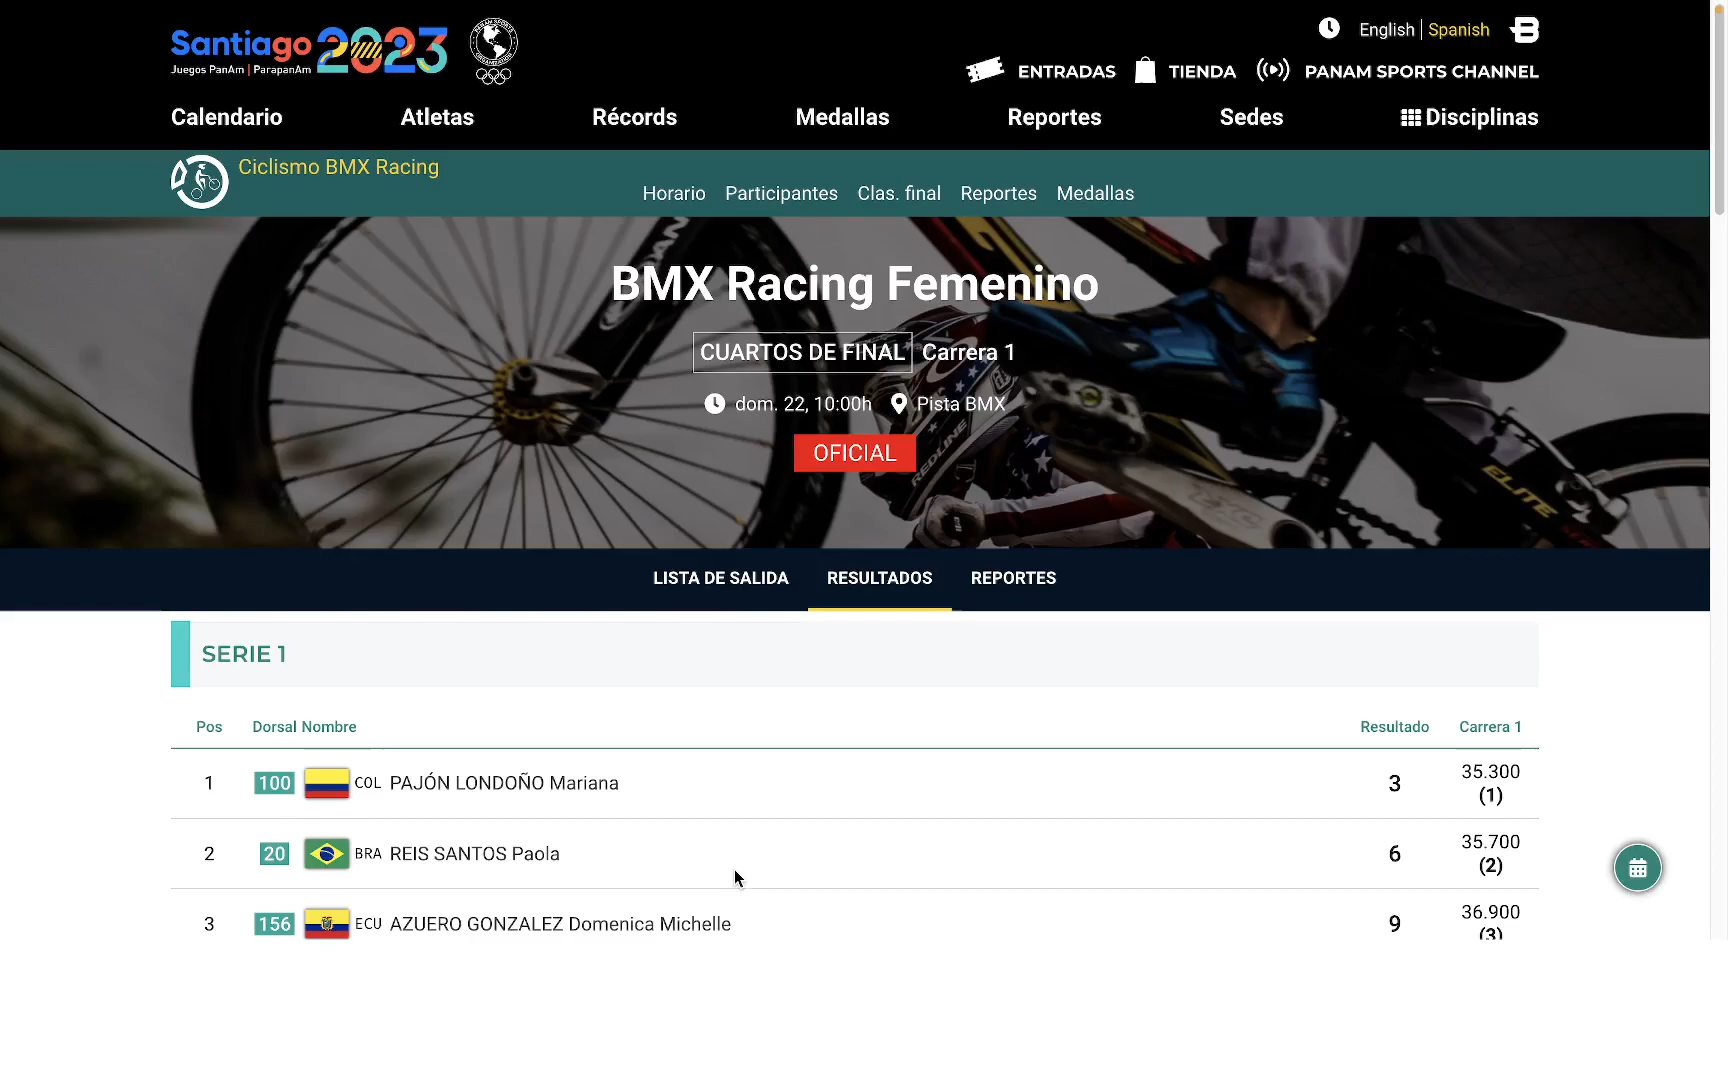 English | Spanish
Santiago 2023
Juegos PanAm | ParapanAm
ENTRADAS TIENDA PANAM SPORTS CHANNEL
Calendario Atletas Récords Medallas Reportes Sedes Disciplinas
Ciclismo BMX Racing
Horario Participantes Clas. final Reportes Medallas
BMX Racing Femenino
CUARTOS DE FINAL Carrera 1
dom. 22, 10:00h Pista BMX
OFICIAL
REDLINE
ELITE
LISTA DE SALIDA RESULTADOS REPORTES
SERIE 1
Pos Dorsal Nombre Resultado Carrera 1
1 100 COL PAJÓN LONDOÑO Mariana 3 35.300 (1)
2 20 BRA REIS SANTOS Paola 6 35.700 (2)
3 156 ECU AZUERO GONZALEZ Domenica Michelle 9 36.900 (3)